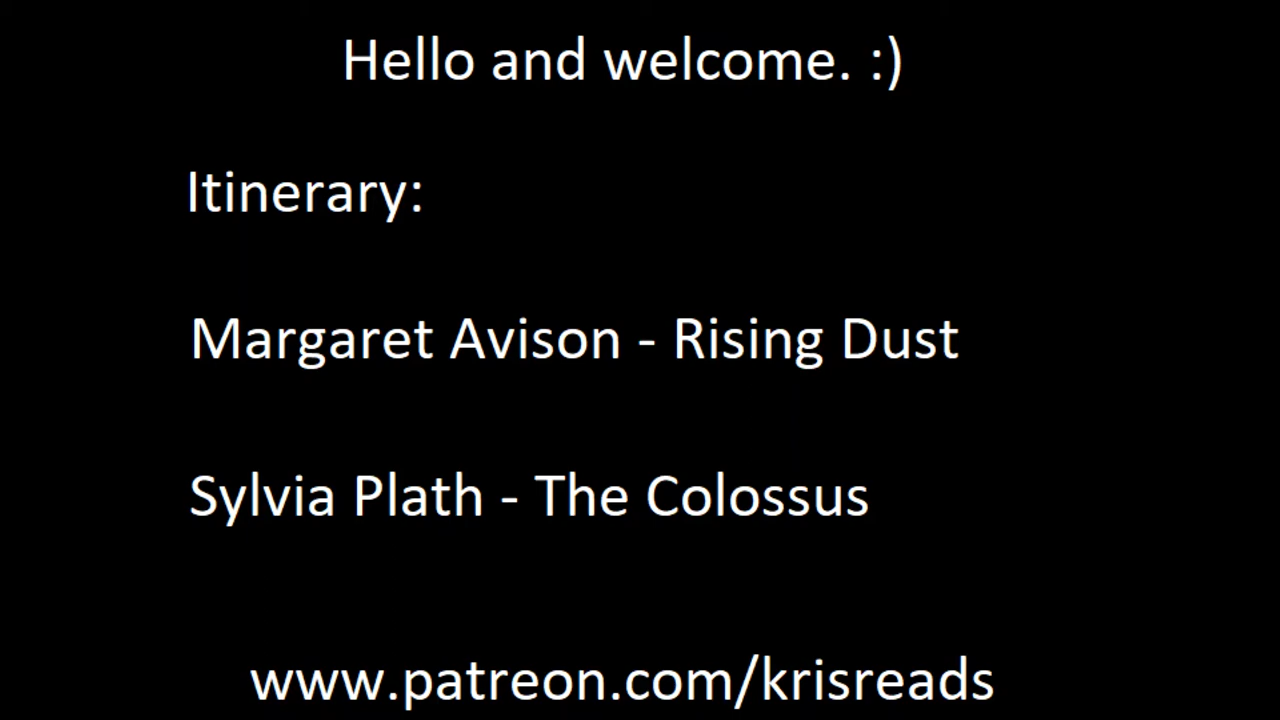 Hello and welcome. :)
Itinerary:
Margaret Avison - Rising Dust
Sylvia Plath - The Colossus
www.patreon.com/krisreads